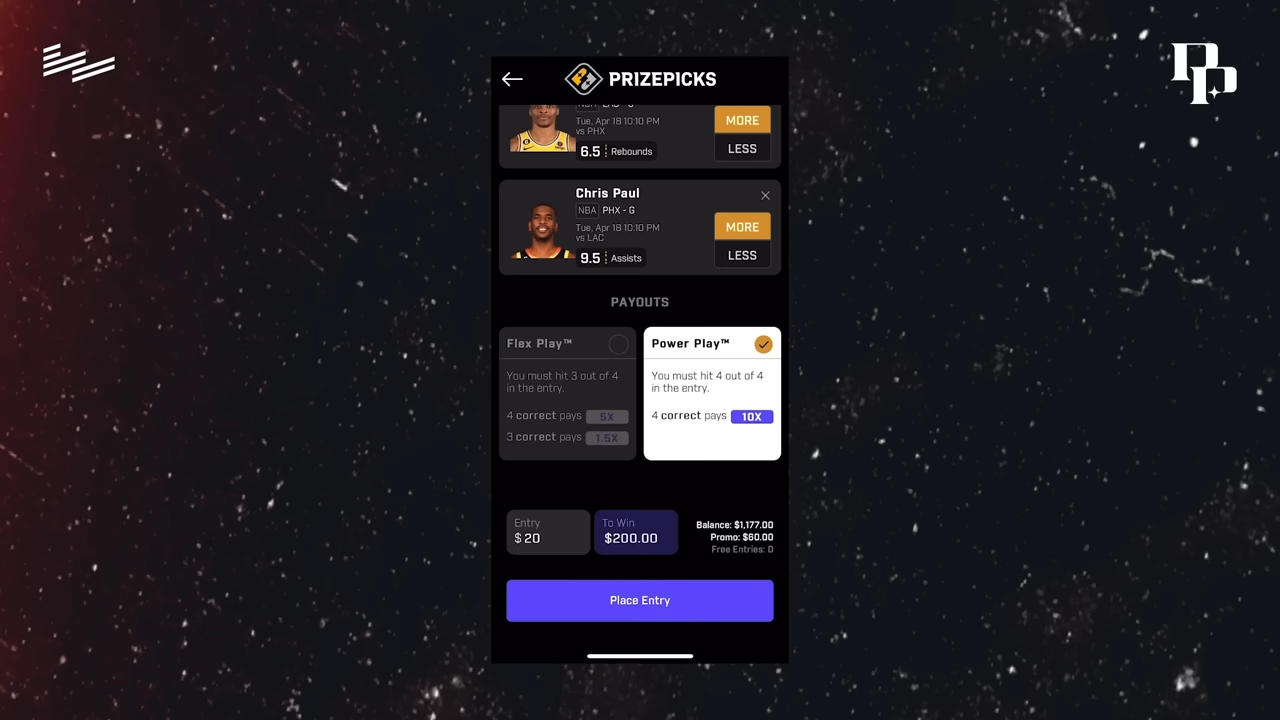 PRIZEPICKS
Tue, Apr 18 10:10 PM
vs PHX
6.5 Rebounds
MORE
LESS
Chris Paul
NBA PHX - G
Tue, Apr 18 10:10 PM
vs LAC
9.5 Assists
MORE
LESS
PAYOUTS
Flex Play™
You must hit 3 out of 4
in the entry.
4 correct pays 5X
3 correct pays 1.5X
Power Play™
You must hit 4 out of 4
in the entry.
4 correct pays 10X
Entry
$ 20
To Win
$200.00
Balance: $1,177.00
Promo: $60.00
Free Entries: 0
Place Entry
PP